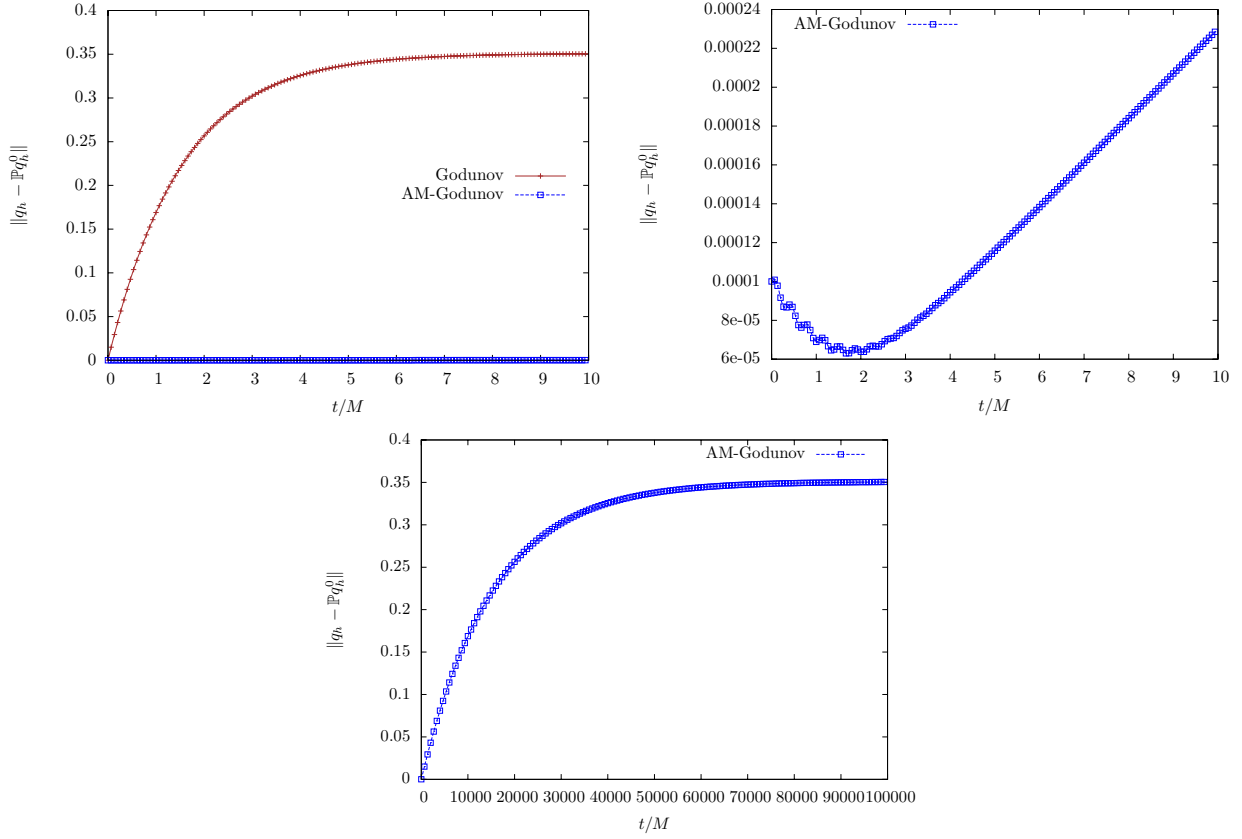 0.4
0.35
0.3
0.25
0.2
0.15
0.1
0.05
0
0 1 2 3 4 5 6 7 8 9 10
t/M
||q_h − ℙq_h^0||
Godunov
AM-Godunov
0.00024
0.00022
0.0002
0.00018
0.00016
0.00014
0.00012
0.0001
8e-05
6e-05
0 1 2 3 4 5 6 7 8 9 10
t/M
||q_h − ℙq_h^0||
AM-Godunov
0.4
0.35
0.3
0.25
0.2
0.15
0.1
0.05
0
0 10000 20000 30000 40000 50000 60000 70000 80000 90000 100000
t/M
||q_h − ℙq_h^0||
AM-Godunov